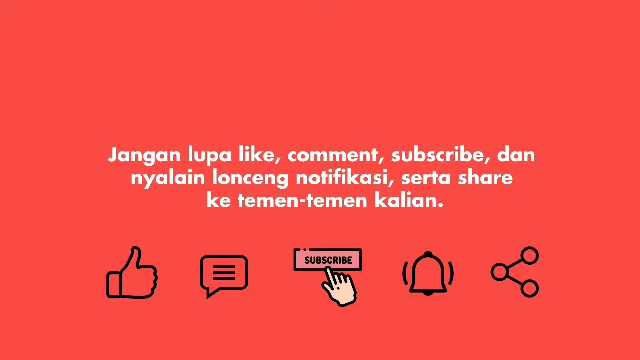 Jangan lupa like, comment, subscribe, dan
nyalain lonceng notifikasi, serta share
ke temen-temen kalian.
SUBSCRIBE